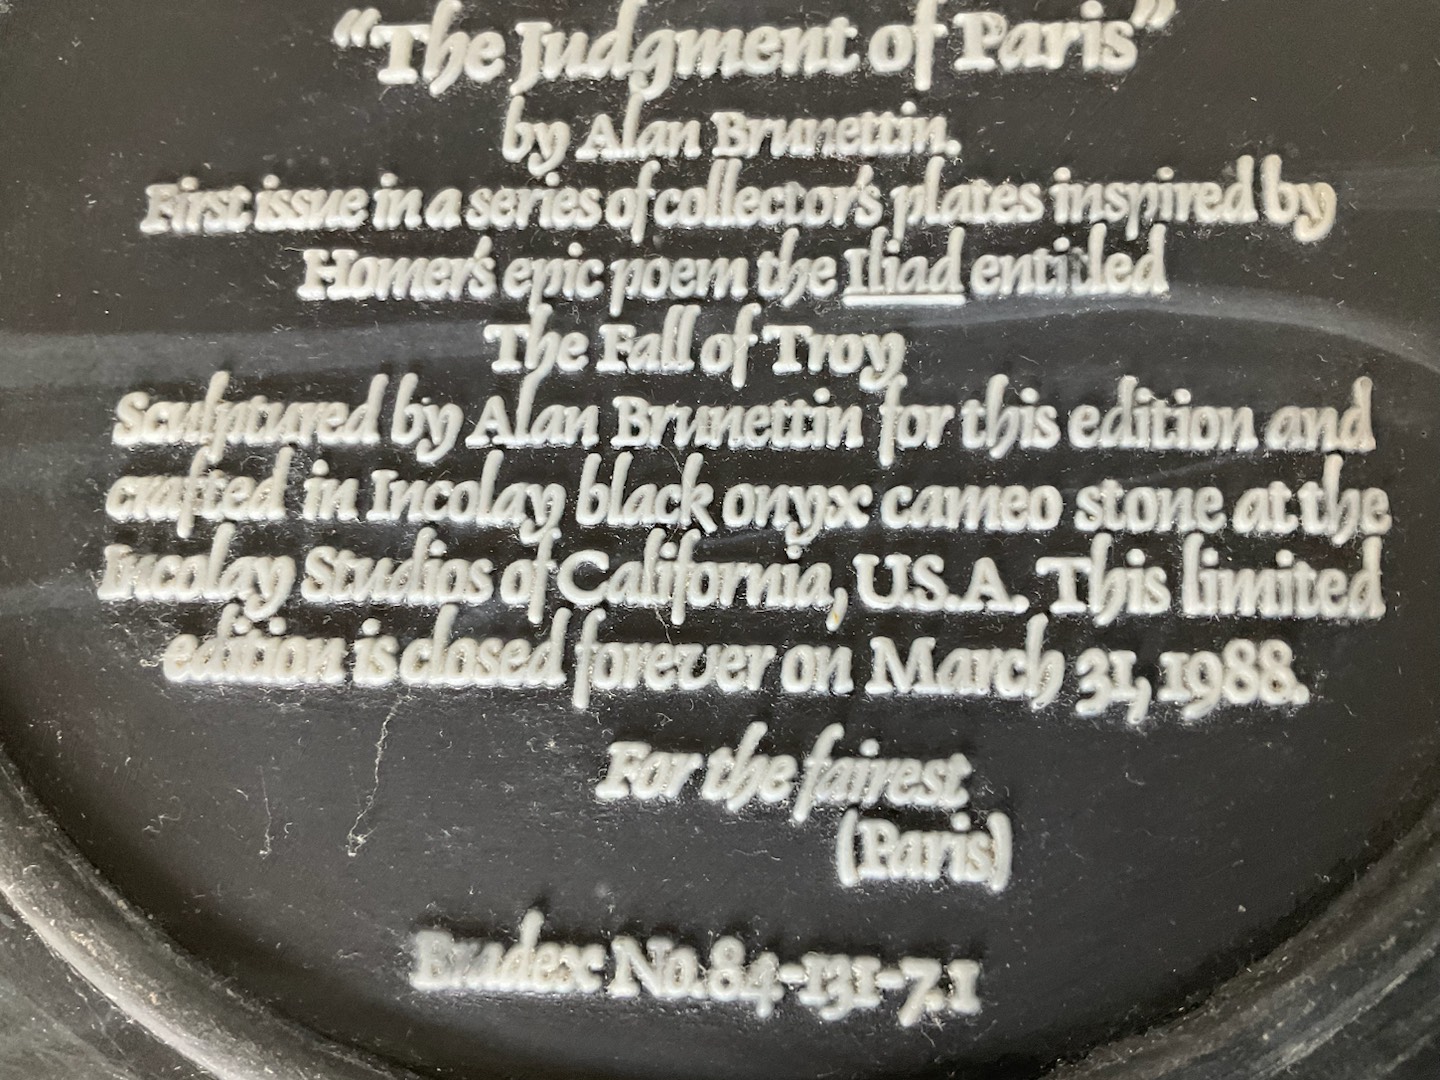 “The Judgment of Paris”
by Alan Brunettin.
First issue in a series of collector's plates inspired by
Homer's epic poem the Iliad entitled
The Fall of Troy
Sculptured by Alan Brunettin for this edition and
crafted in Incolay black onyx cameo stone at the
Incolay Studios of California, U.S.A. This limited
edition is closed forever on March 31, 1988.
For the fairest
(Paris)
Bradex No. 84-131-7.1